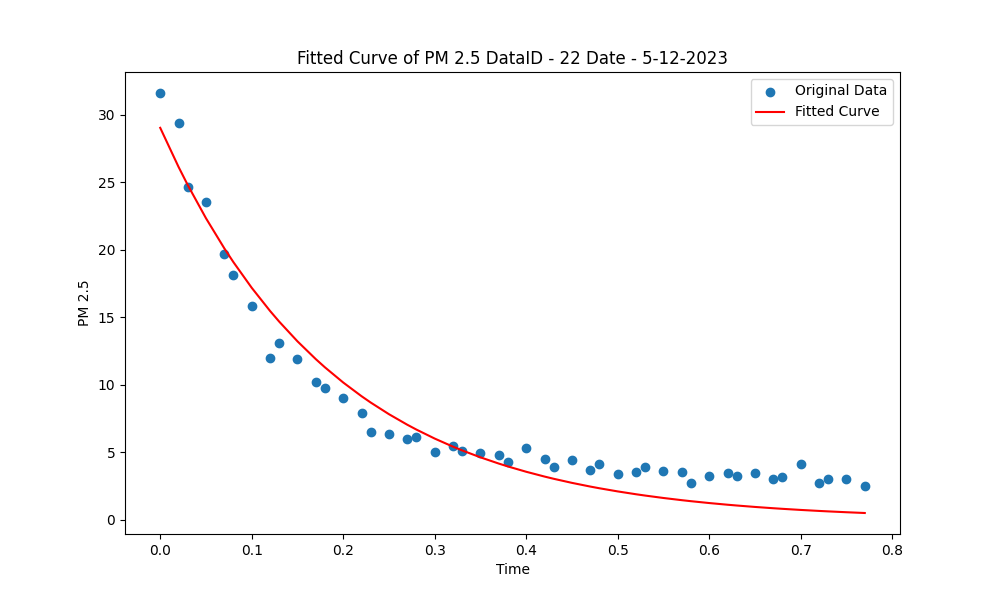 Fitted Curve of PM 2.5 DataID - 22 Date - 5-12-2023
Original Data
Fitted Curve
30
25
20
15
10
5
0
PM 2.5
0.0 0.1 0.2 0.3 0.4 0.5 0.6 0.7 0.8
Time